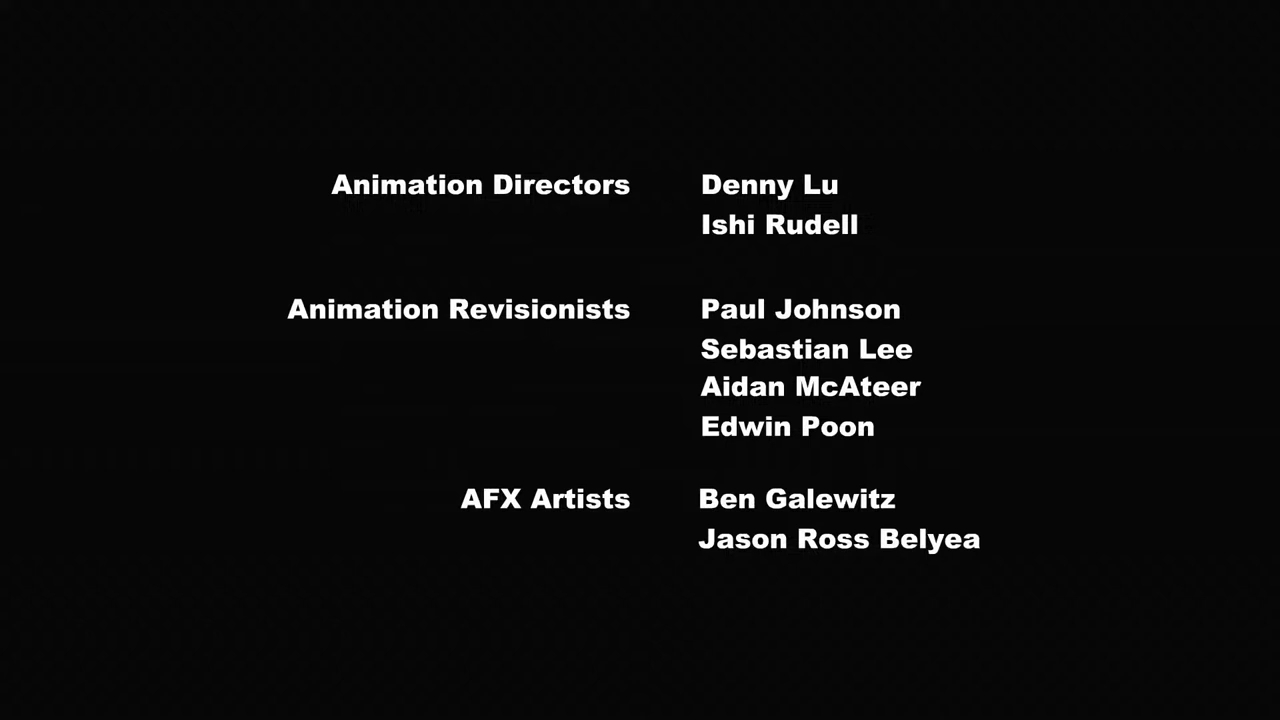 Animation Directors Denny Lu
Ishi Rudell
Animation Revisionists Paul Johnson
Sebastian Lee
Aidan McAteer
Edwin Poon
AFX Artists Ben Galewitz
Jason Ross Belyea